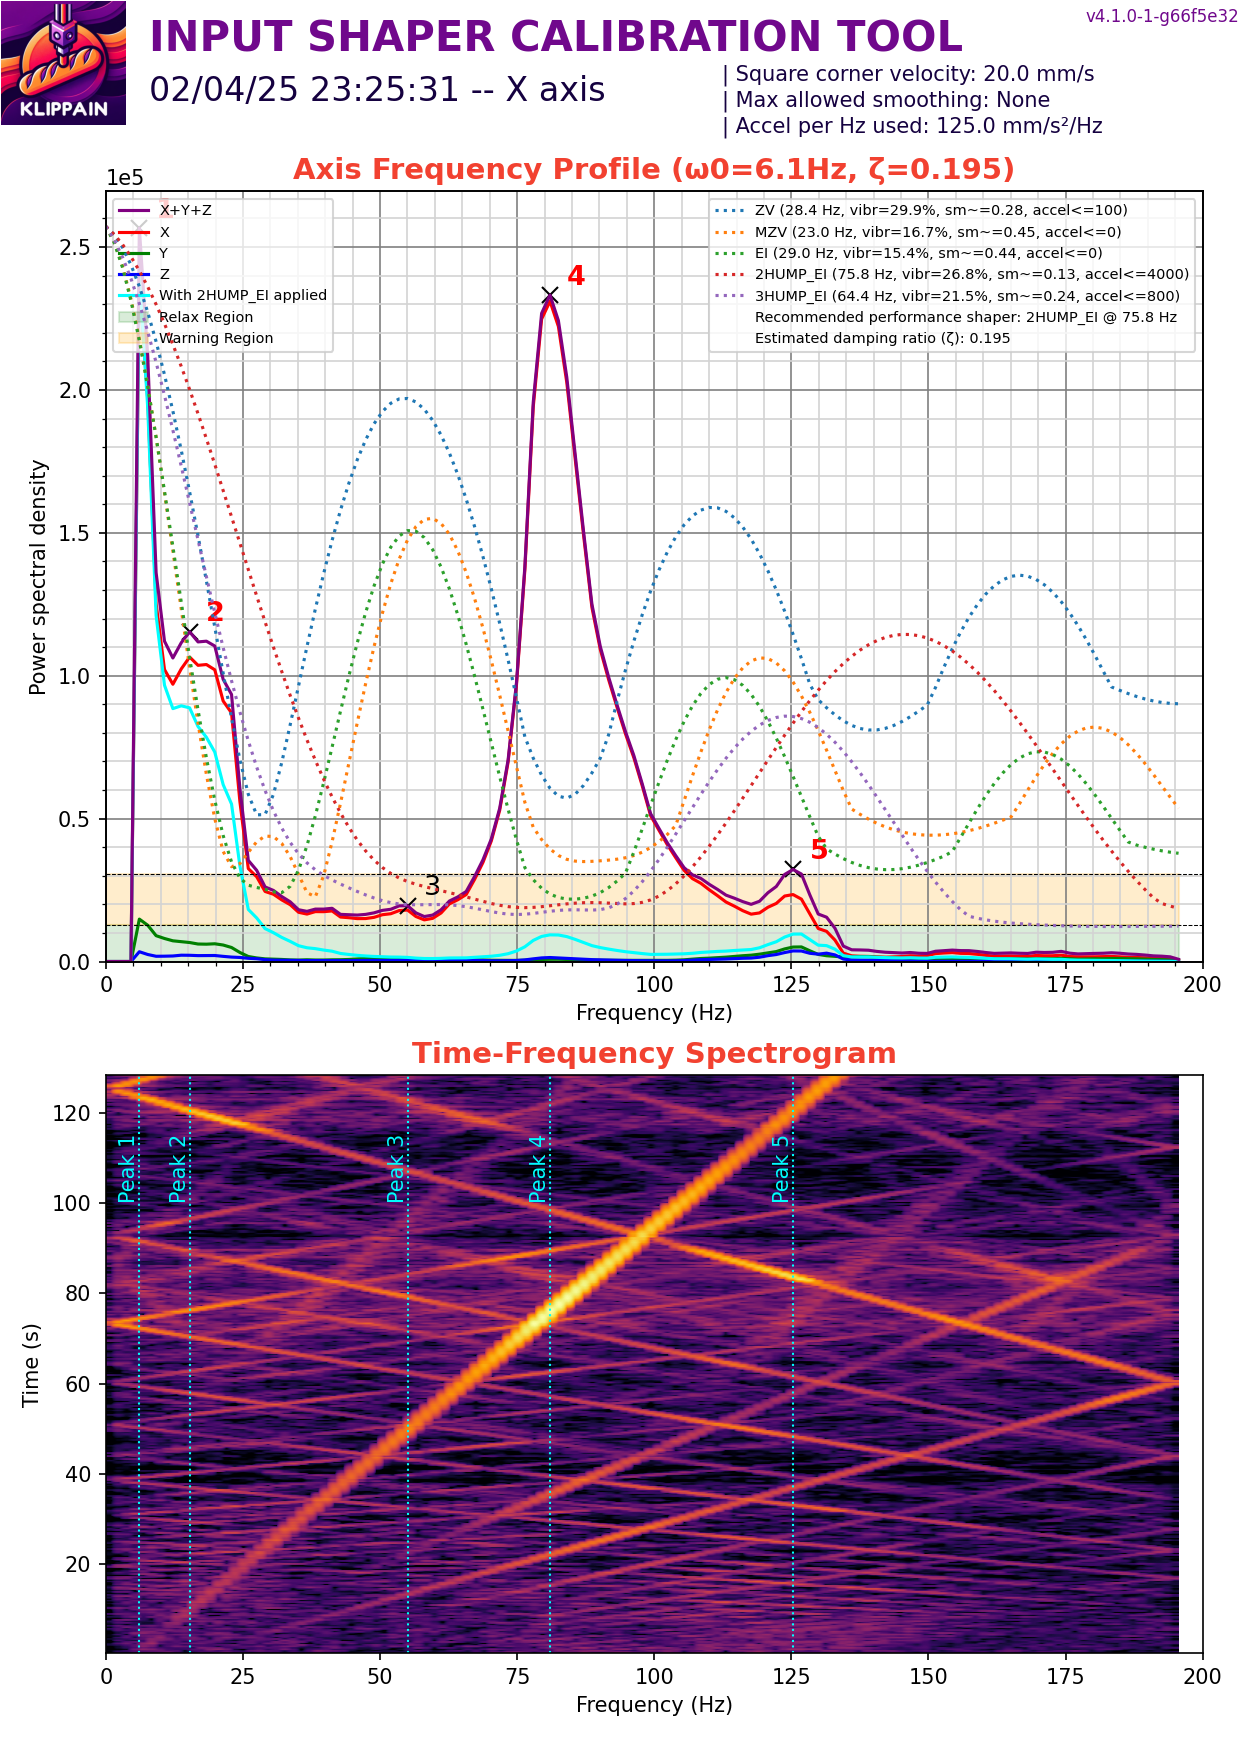 v4.1.0-1-g66f5e32
INPUT SHAPER CALIBRATION TOOL
02/04/25 23:25:31 -- X axis
| Square corner velocity: 20.0 mm/s
| Max allowed smoothing: None
| Accel per Hz used: 125.0 mm/s²/Hz
KLIPPAIN
Axis Frequency Profile (ω0=6.1Hz, ζ=0.195)
1e5
X+Y+Z
X
Y
Z
With 2HUMP_EI applied
Relax Region
Warning Region
ZV (28.4 Hz, vibr=29.9%, sm~=0.28, accel<=100)
MZV (23.0 Hz, vibr=16.7%, sm~=0.45, accel<=0)
EI (29.0 Hz, vibr=15.4%, sm~=0.44, accel<=0)
2HUMP_EI (75.8 Hz, vibr=26.8%, sm~=0.13, accel<=4000)
3HUMP_EI (64.4 Hz, vibr=21.5%, sm~=0.24, accel<=800)
Recommended performance shaper: 2HUMP_EI @ 75.8 Hz
Estimated damping ratio (ζ): 0.195
1
2
3
4
5
Power spectral density
2.5
2.0
1.5
1.0
0.5
0.0
0 25 50 75 100 125 150 175 200
Frequency (Hz)
Time-Frequency Spectrogram
Peak 1
Peak 2
Peak 3
Peak 4
Peak 5
Time (s)
120
100
80
60
40
20
0 25 50 75 100 125 150 175 200
Frequency (Hz)